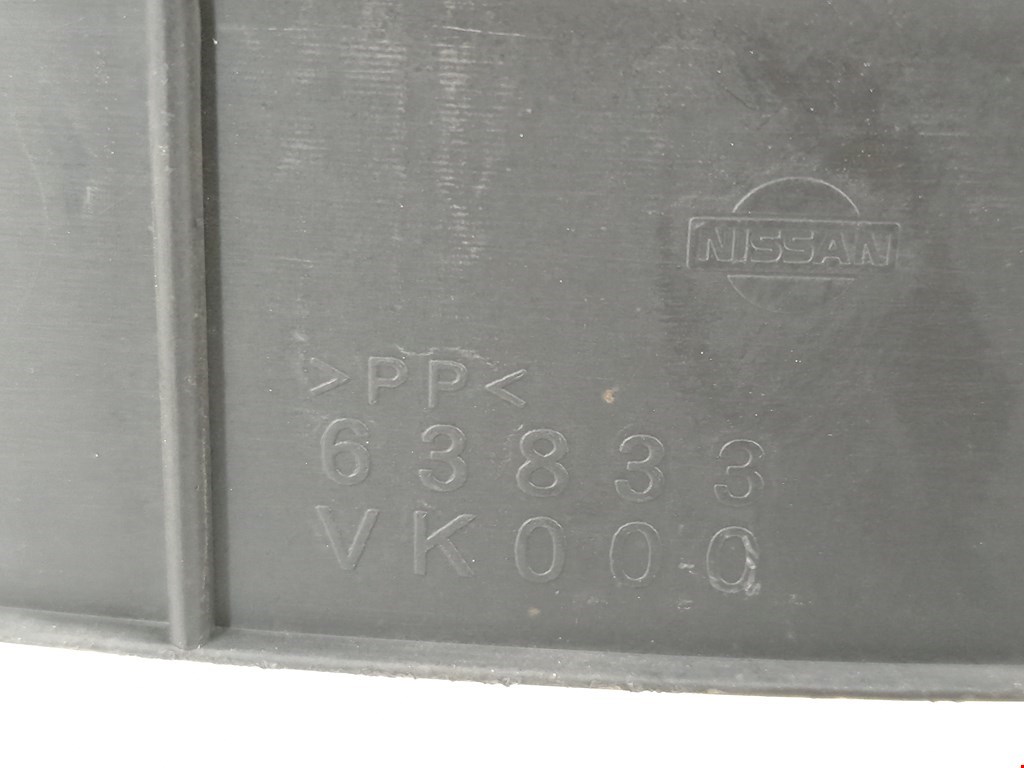 NISSAN
>PP<
63833
VK000